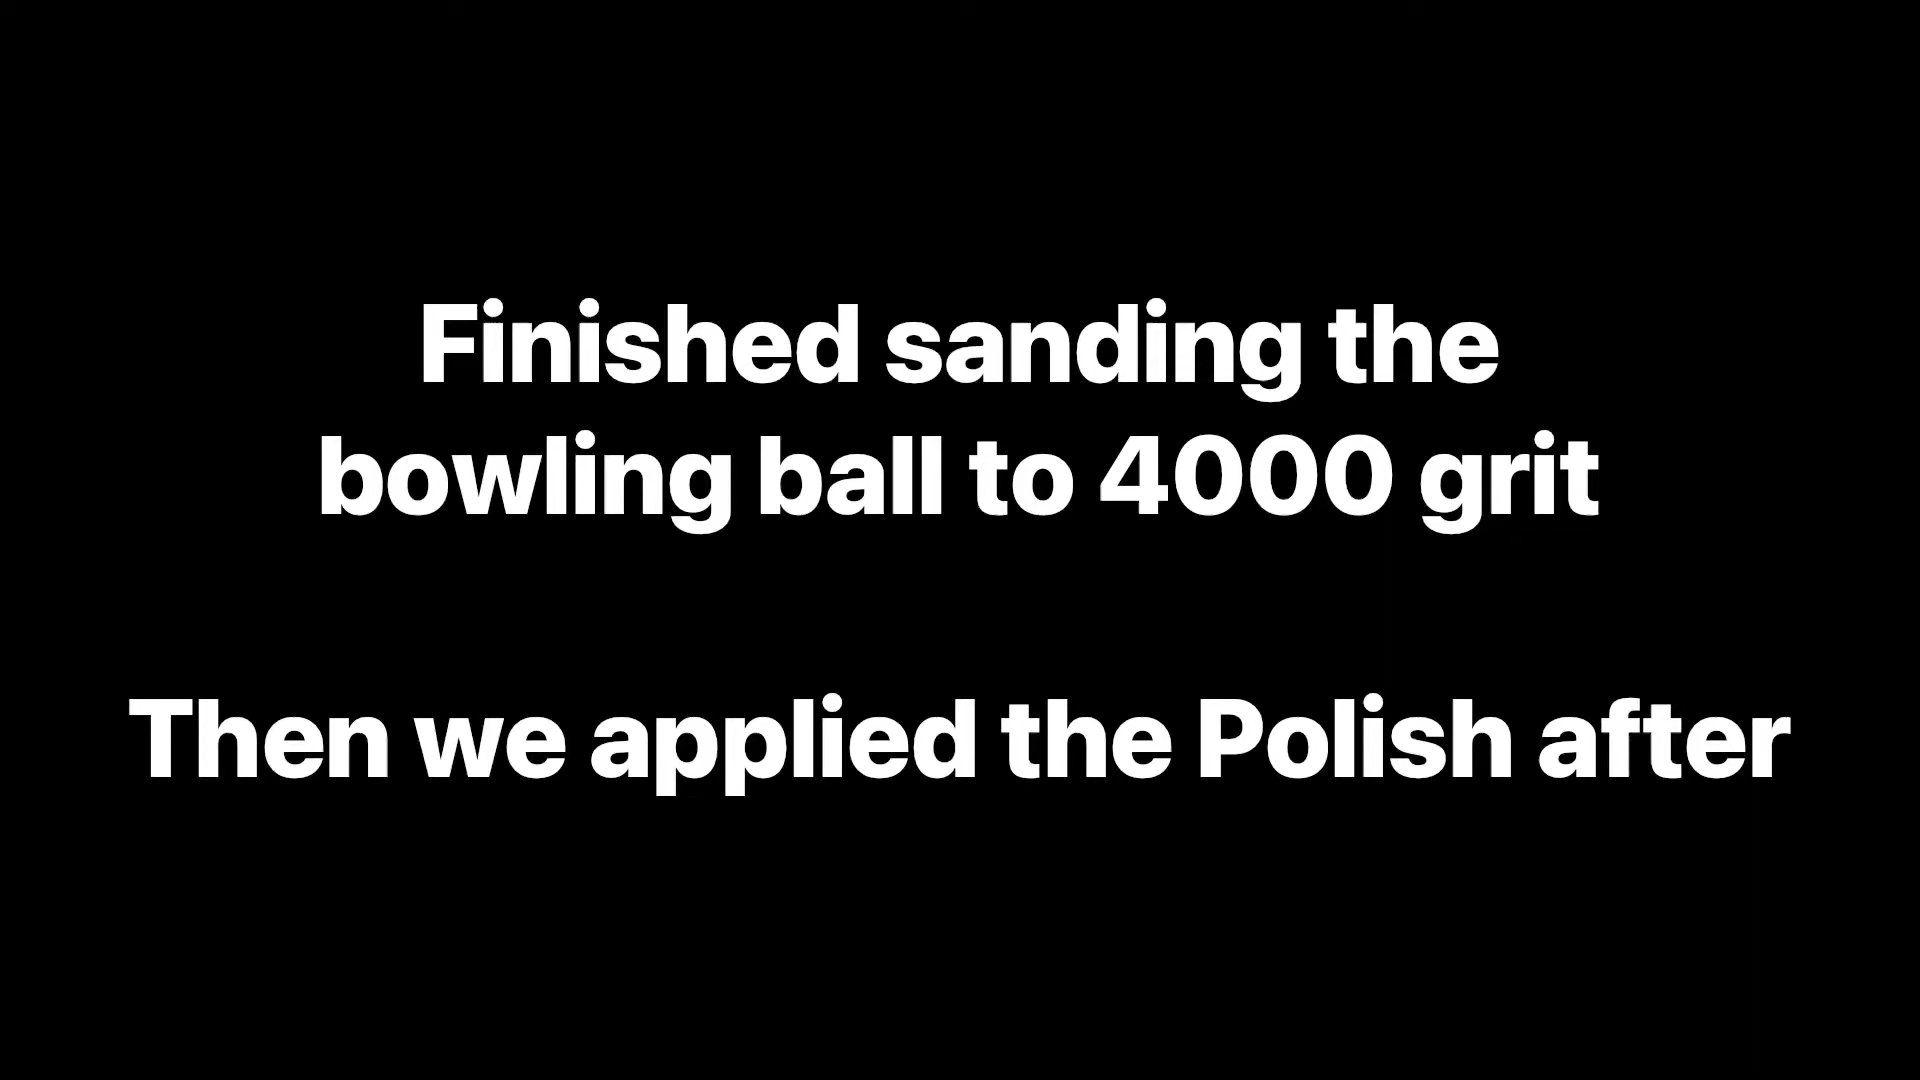 Finished sanding the
bowling ball to 4000 grit
Then we applied the Polish after